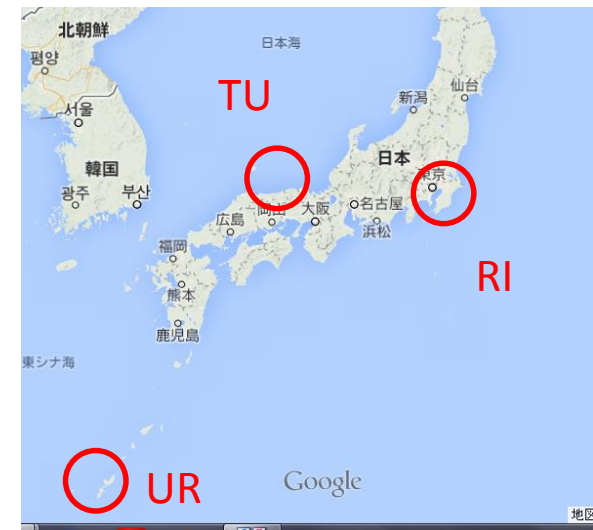 北朝鮮
日本海
평양
TU
仙台
新潟
서울
日本
韓国
東京
광주
부산
名古屋
大阪
岡山
広島
浜松
福岡
RI
熊本
鹿児島
東シナ海
UR
Google
地図